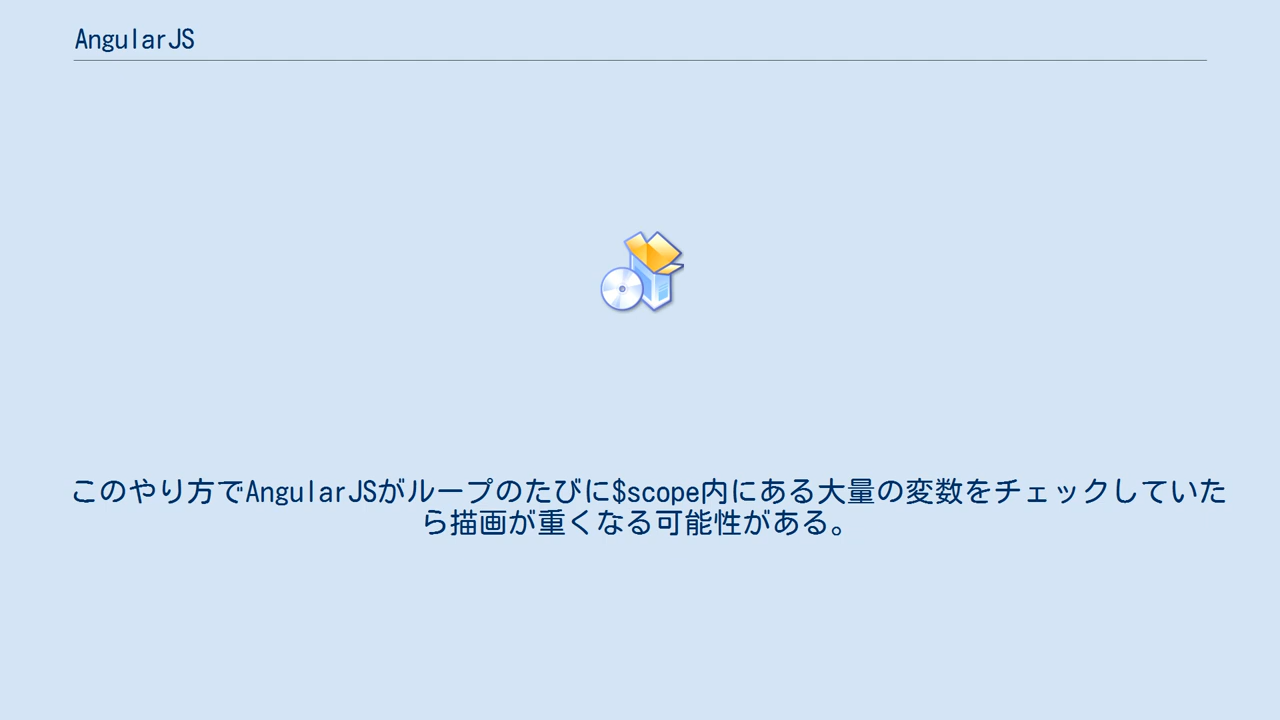 AngularJS
このやり方でAngularJSがループのたびに$scope内にある大量の変数をチェックしていた
ら描画が重くなる可能性がある。